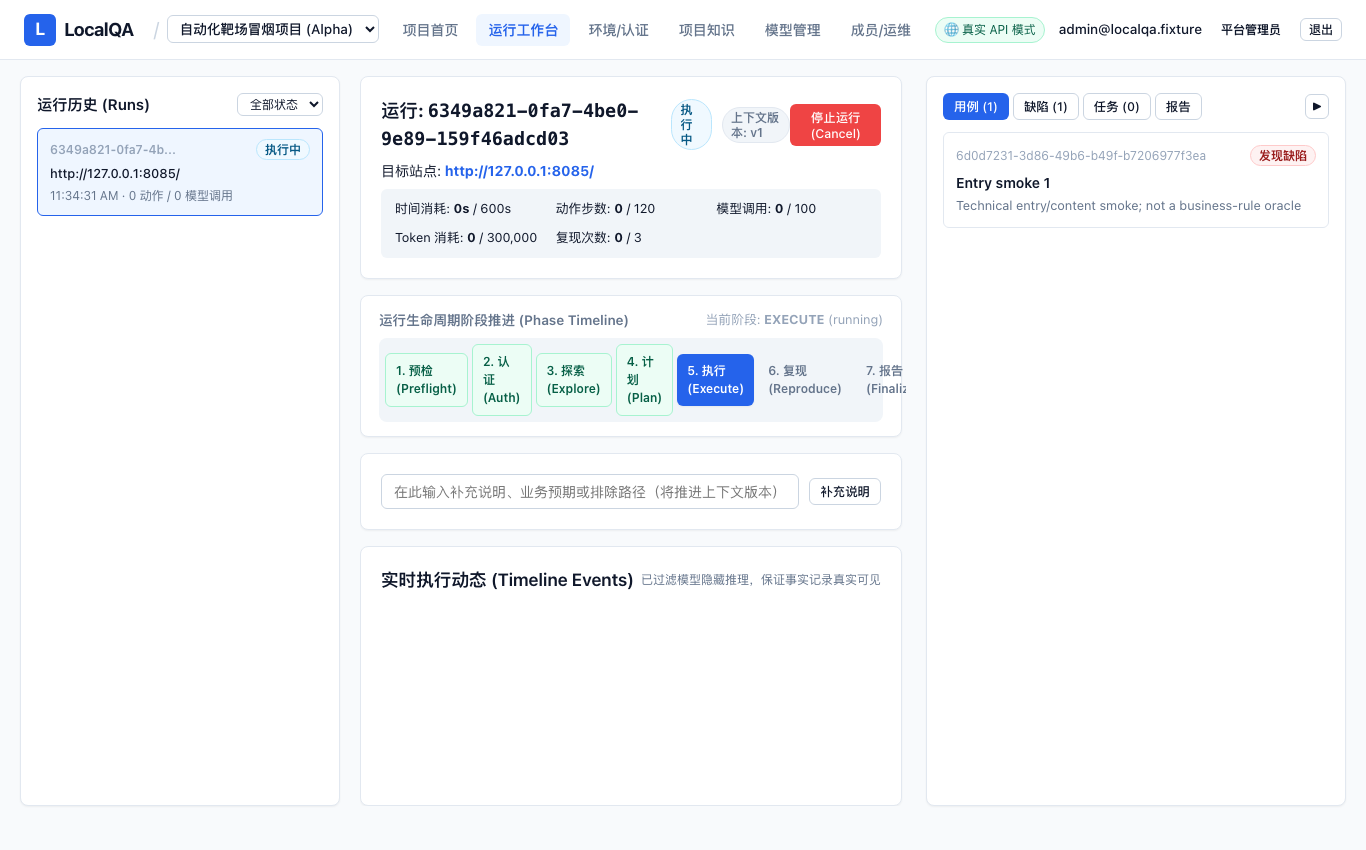 L LocalQA / 自动化靶场冒烟项目 (Alpha) 项目首页 运行工作台 环境/认证 项目知识 模型管理 成员/运维 🌐 真实 API 模式 admin@localqa.fixture 平台管理员 退出
运行历史 (Runs) 全部状态
6349a821-0fa7-4b... 执行中
http://127.0.0.1:8085/
11:34:31 AM · 0 动作 / 0 模型调用
运行: 6349a821-0fa7-4be0-
9e89-159f46adcd03
执
行
中
上下文版
本: v1
停止运行
(Cancel)
目标站点: http://127.0.0.1:8085/
时间消耗: 0s / 600s 动作步数: 0 / 120 模型调用: 0 / 100
Token 消耗: 0 / 300,000 复现次数: 0 / 3
运行生命周期阶段推进 (Phase Timeline) 当前阶段: EXECUTE (running)
1. 预检
(Preflight)
2. 认
证
(Auth)
3. 探索
(Explore)
4. 计
划
(Plan)
5. 执行
(Execute)
6. 复现
(Reproduce)
7. 报告
(Finaliz
在此输入补充说明、业务预期或排除路径（将推进上下文版本） 补充说明
实时执行动态 (Timeline Events) 已过滤模型隐藏推理，保证事实记录真实可见
用例 (1) 缺陷 (1) 任务 (0) 报告 ▶
6d0d7231-3d86-49b6-b49f-b7206977f3ea 发现缺陷
Entry smoke 1
Technical entry/content smoke; not a business-rule oracle